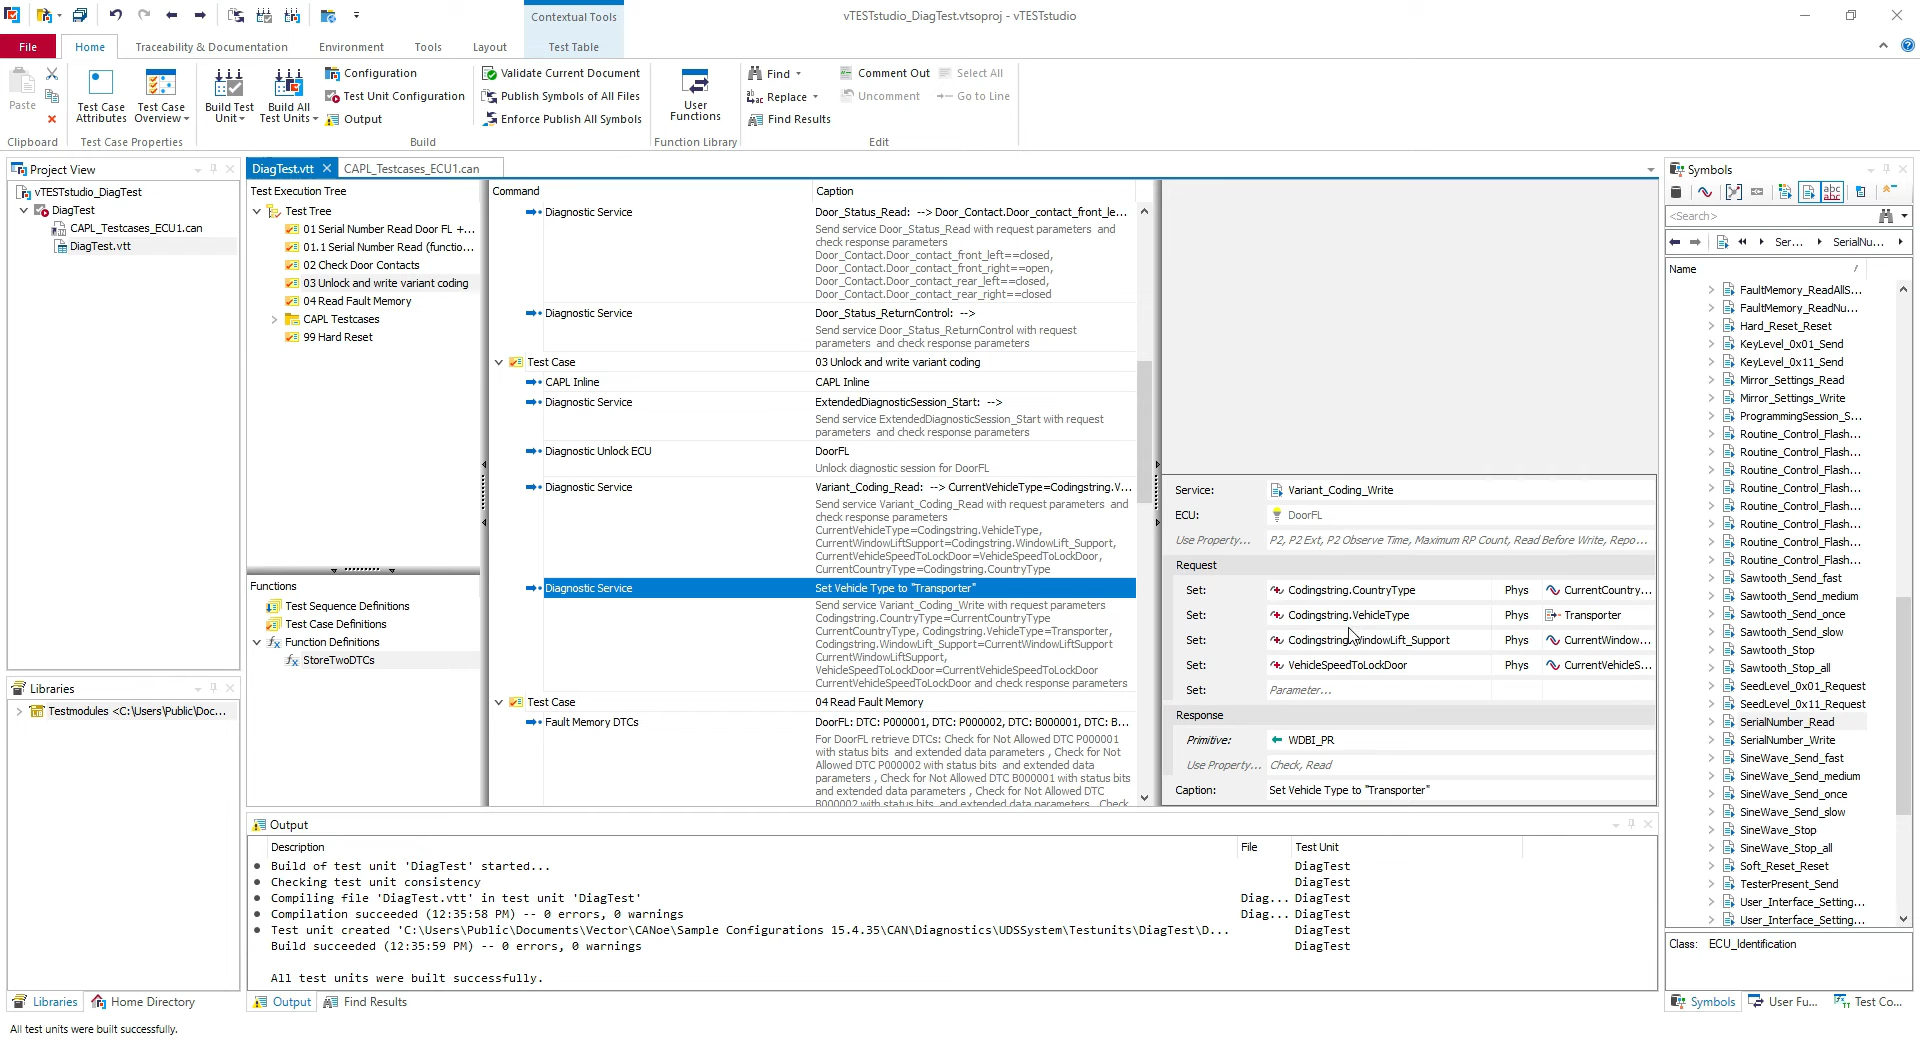 Contextual Tools
vTESTstudio_DiagTest.vtsoproj - vTESTstudio
File
Home
Traceability & Documentation
Environment
Tools
Layout
Test Table
Paste
Test Case Attributes
Test Case Overview
Build Test Unit
Build All Test Units
Configuration
Test Unit Configuration
Output
Validate Current Document
Publish Symbols of All Files
Enforce Publish All Symbols
User Functions
Find
Replace
Find Results
Comment Out
Uncomment
Select All
Go to Line
Clipboard
Test Case Properties
Build
Function Library
Edit
Project View
vTESTstudio_DiagTest
DiagTest
CAPL_Testcases_ECU1.can
DiagTest.vtt
Libraries
Testmodules <C:\Users\Public\Doc...
Libraries
Home Directory
DiagTest.vtt
CAPL_Testcases_ECU1.can
Test Execution Tree
Test Tree
01 Serial Number Read Door FL +...
01.1 Serial Number Read (functio...
02 Check Door Contacts
03 Unlock and write variant coding
04 Read Fault Memory
CAPL Testcases
99 Hard Reset
Functions
Test Sequence Definitions
Test Case Definitions
Function Definitions
StoreTwoDTCs
Command
Caption
Diagnostic Service
Door_Status_Read: --> Door_Contact.Door_contact_front_le...
Send service Door_Status_Read with request parameters and
check response parameters
Door_Contact.Door_contact_front_left==closed,
Door_Contact.Door_contact_front_right==open,
Door_Contact.Door_contact_rear_left==closed,
Door_Contact.Door_contact_rear_right==closed
Diagnostic Service
Door_Status_ReturnControl: -->
Send service Door_Status_ReturnControl with request
parameters and check response parameters
Test Case
03 Unlock and write variant coding
CAPL Inline
CAPL Inline
Diagnostic Service
ExtendedDiagnosticSession_Start: -->
Send service ExtendedDiagnosticSession_Start with request
parameters and check response parameters
Diagnostic Unlock ECU
DoorFL
Unlock diagnostic session for DoorFL
Diagnostic Service
Variant_Coding_Read: --> CurrentVehicleType=Codingstring.V...
Send service Variant_Coding_Read with request parameters and
check response parameters
CurrentVehicleType=Codingstring.VehicleType,
CurrentWindowLiftSupport=Codingstring.WindowLift_Support,
CurrentVehicleSpeedToLockDoor=VehicleSpeedToLockDoor,
CurrentCountryType=Codingstring.CountryType
Diagnostic Service
Set Vehicle Type to "Transporter"
Send service Variant_Coding_Write with request parameters
Codingstring.CountryType=CurrentCountryType
CurrentCountryType, Codingstring.VehicleType=Transporter,
Codingstring.WindowLift_Support=CurrentWindowLiftSupport
CurrentWindowLiftSupport,
VehicleSpeedToLockDoor=CurrentVehicleSpeedToLockDoor
CurrentVehicleSpeedToLockDoor and check response parameters
Test Case
04 Read Fault Memory
Fault Memory DTCs
DoorFL: DTC: P000001, DTC: P000002, DTC: B000001, DTC: B...
For DoorFL retrieve DTCs: Check for Not Allowed DTC P000001
with status bits and extended data parameters , Check for Not
Allowed DTC P000002 with status bits and extended data
parameters , Check for Not Allowed DTC B000001 with status bits
and extended data parameters , Check for Not Allowed DTC
B000002 with status bits and extended data parameters , Check
Service:
Variant_Coding_Write
ECU:
DoorFL
Use Property...
P2, P2 Ext, P2 Observe Time, Maximum RP Count, Read Before Write, Repo...
Request
Set:
Codingstring.CountryType
Phys
CurrentCountry...
Set:
Codingstring.VehicleType
Phys
Transporter
Set:
Codingstring.WindowLift_Support
Phys
CurrentWindow...
Set:
VehicleSpeedToLockDoor
Phys
CurrentVehicleS...
Set:
Parameter...
Response
Primitive:
WDBI_PR
Use Property...
Check, Read
Caption:
Set Vehicle Type to "Transporter"
Output
Description
File
Test Unit
Build of test unit 'DiagTest' started...
DiagTest
Checking test unit consistency
DiagTest
Compiling file 'DiagTest.vtt' in test unit 'DiagTest'
Diag...
DiagTest
Compilation succeeded (12:35:58 PM) -- 0 errors, 0 warnings
Diag...
DiagTest
Test unit created 'C:\Users\Public\Documents\Vector\CANoe\Sample Configurations 15.4.35\CAN\Diagnostics\UDSSystem\Testunits\DiagTest\D...
DiagTest
Build succeeded (12:35:59 PM) -- 0 errors, 0 warnings
DiagTest
All test units were built successfully.
Output
Find Results
Symbols
<Search>
Ser...
SerialNu...
Name
FaultMemory_ReadAllS...
FaultMemory_ReadNu...
Hard_Reset_Reset
KeyLevel_0x01_Send
KeyLevel_0x11_Send
Mirror_Settings_Read
Mirror_Settings_Write
ProgrammingSession_S...
Routine_Control_Flash...
Routine_Control_Flash...
Routine_Control_Flash...
Routine_Control_Flash...
Routine_Control_Flash...
Routine_Control_Flash...
Routine_Control_Flash...
Routine_Control_Flash...
Sawtooth_Send_fast
Sawtooth_Send_medium
Sawtooth_Send_once
Sawtooth_Send_slow
Sawtooth_Stop
Sawtooth_Stop_all
SeedLevel_0x01_Request
SeedLevel_0x11_Request
SerialNumber_Read
SerialNumber_Write
SineWave_Send_fast
SineWave_Send_medium
SineWave_Send_once
SineWave_Send_slow
SineWave_Stop
SineWave_Stop_all
Soft_Reset_Reset
TesterPresent_Send
User_Interface_Setting...
User_Interface_Setting...
Class: ECU_Identification
Symbols
User Fu...
Test Co...
All test units were built successfully.